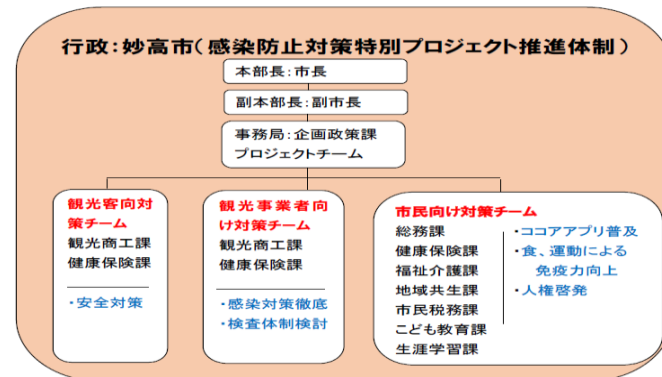 行政：妙高市（感染防止対策特別プロジェクト推進体制）
本部長：市長
副本部長：副市長
事務局：企画政策課
プロジェクトチーム
観光客向対
策チーム
観光商工課
健康保険課
・安全対策
観光事業者向
け対策チーム
観光商工課
健康保険課
・感染対策徹底
・検査体制検討
市民向け対策チーム
総務課
健康保険課
福祉介護課
地域共生課
市民税務課
こども教育課
生涯学習課
・ココアアプリ普及
・食、運動による
免疫力向上
・人権啓発